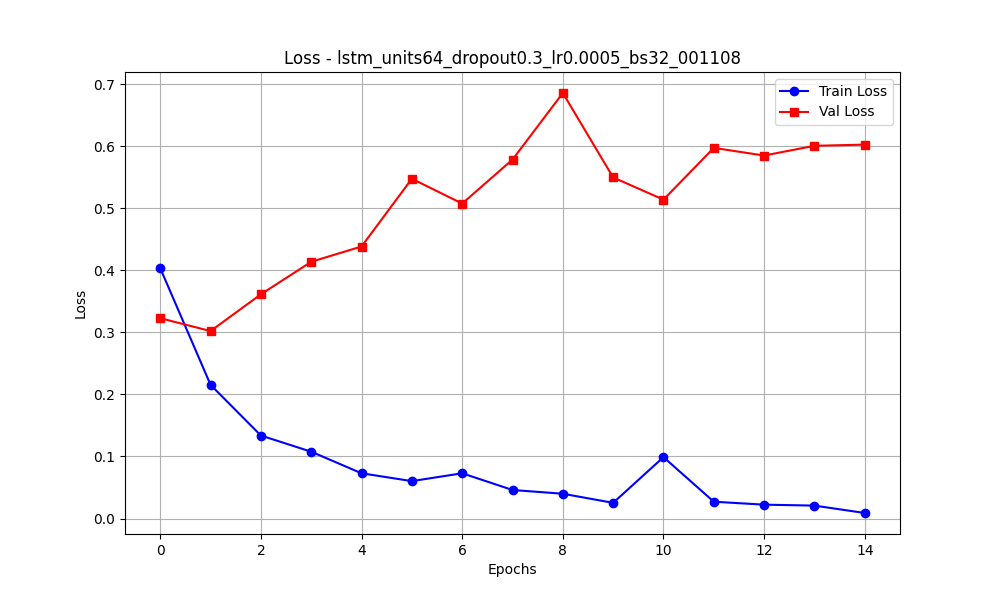 Loss - lstm_units64_dropout0.3_lr0.0005_bs32_001108
Train Loss
Val Loss
0.7
0.6
0.5
0.4
0.3
0.2
0.1
0.0
Loss
0 2 4 6 8 10 12 14
Epochs